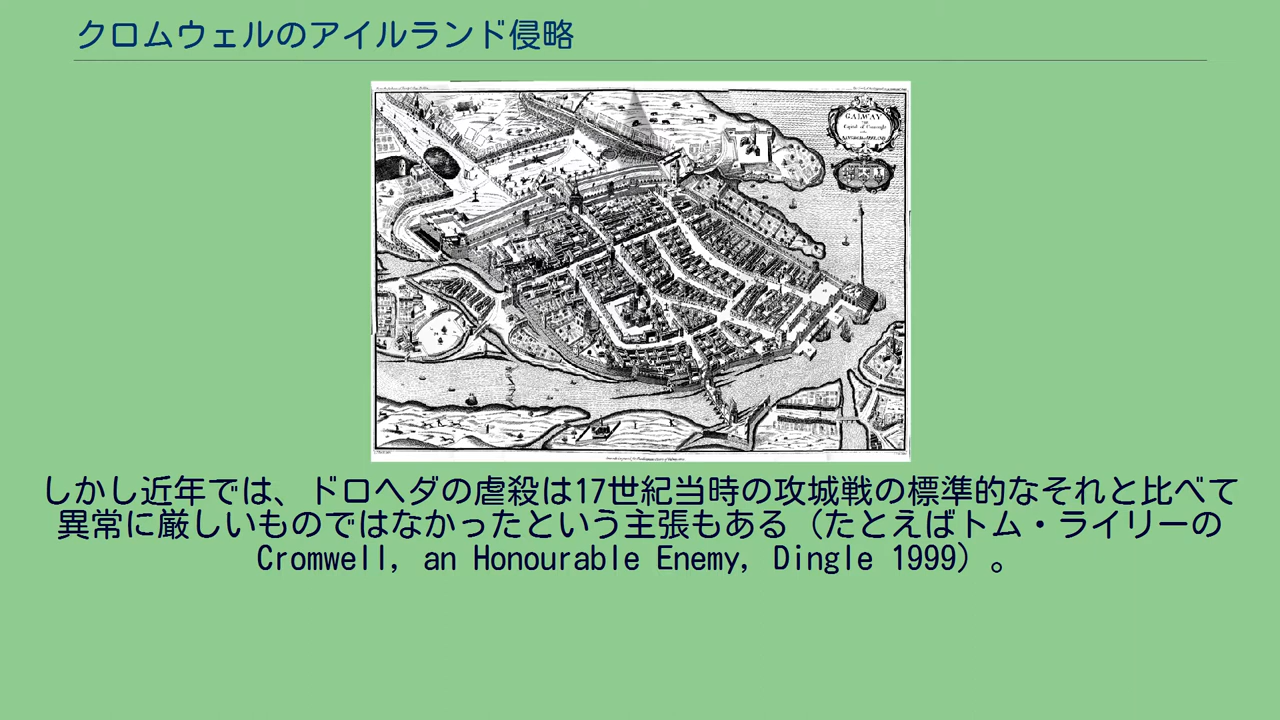 クロムウェルのアイルランド侵略
GALWAY
しかし近年では、ドロヘダの虐殺は17世紀当時の攻城戦の標準的なそれと比べて
異常に厳しいものではなかったという主張もある（たとえばトム・ライリーの
Cromwell, an Honourable Enemy, Dingle 1999）。